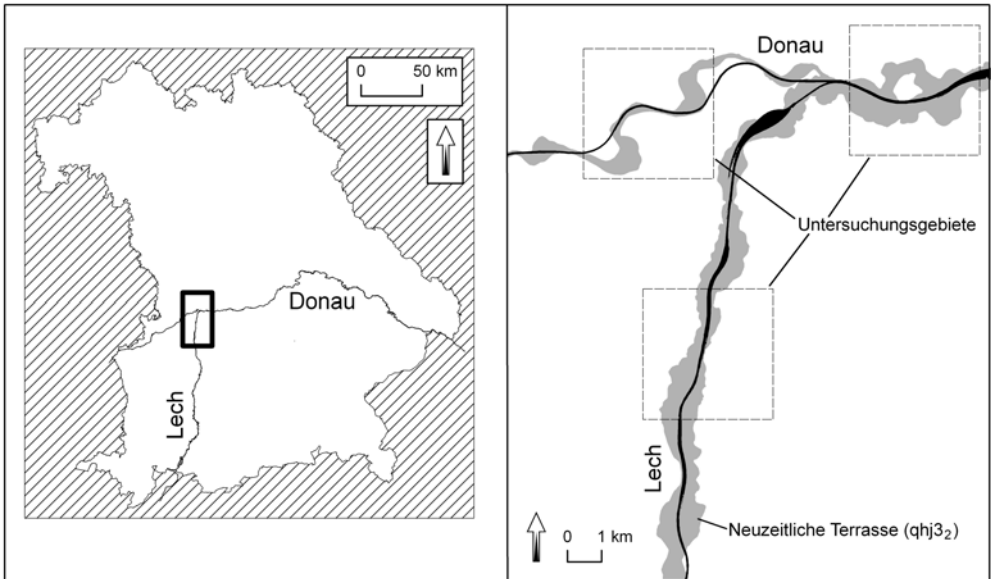 0 50 km
Donau
Lech
Donau
Untersuchungsgebiete
Lech
Neuzeitliche Terrasse (qhj3₂)
0 1 km